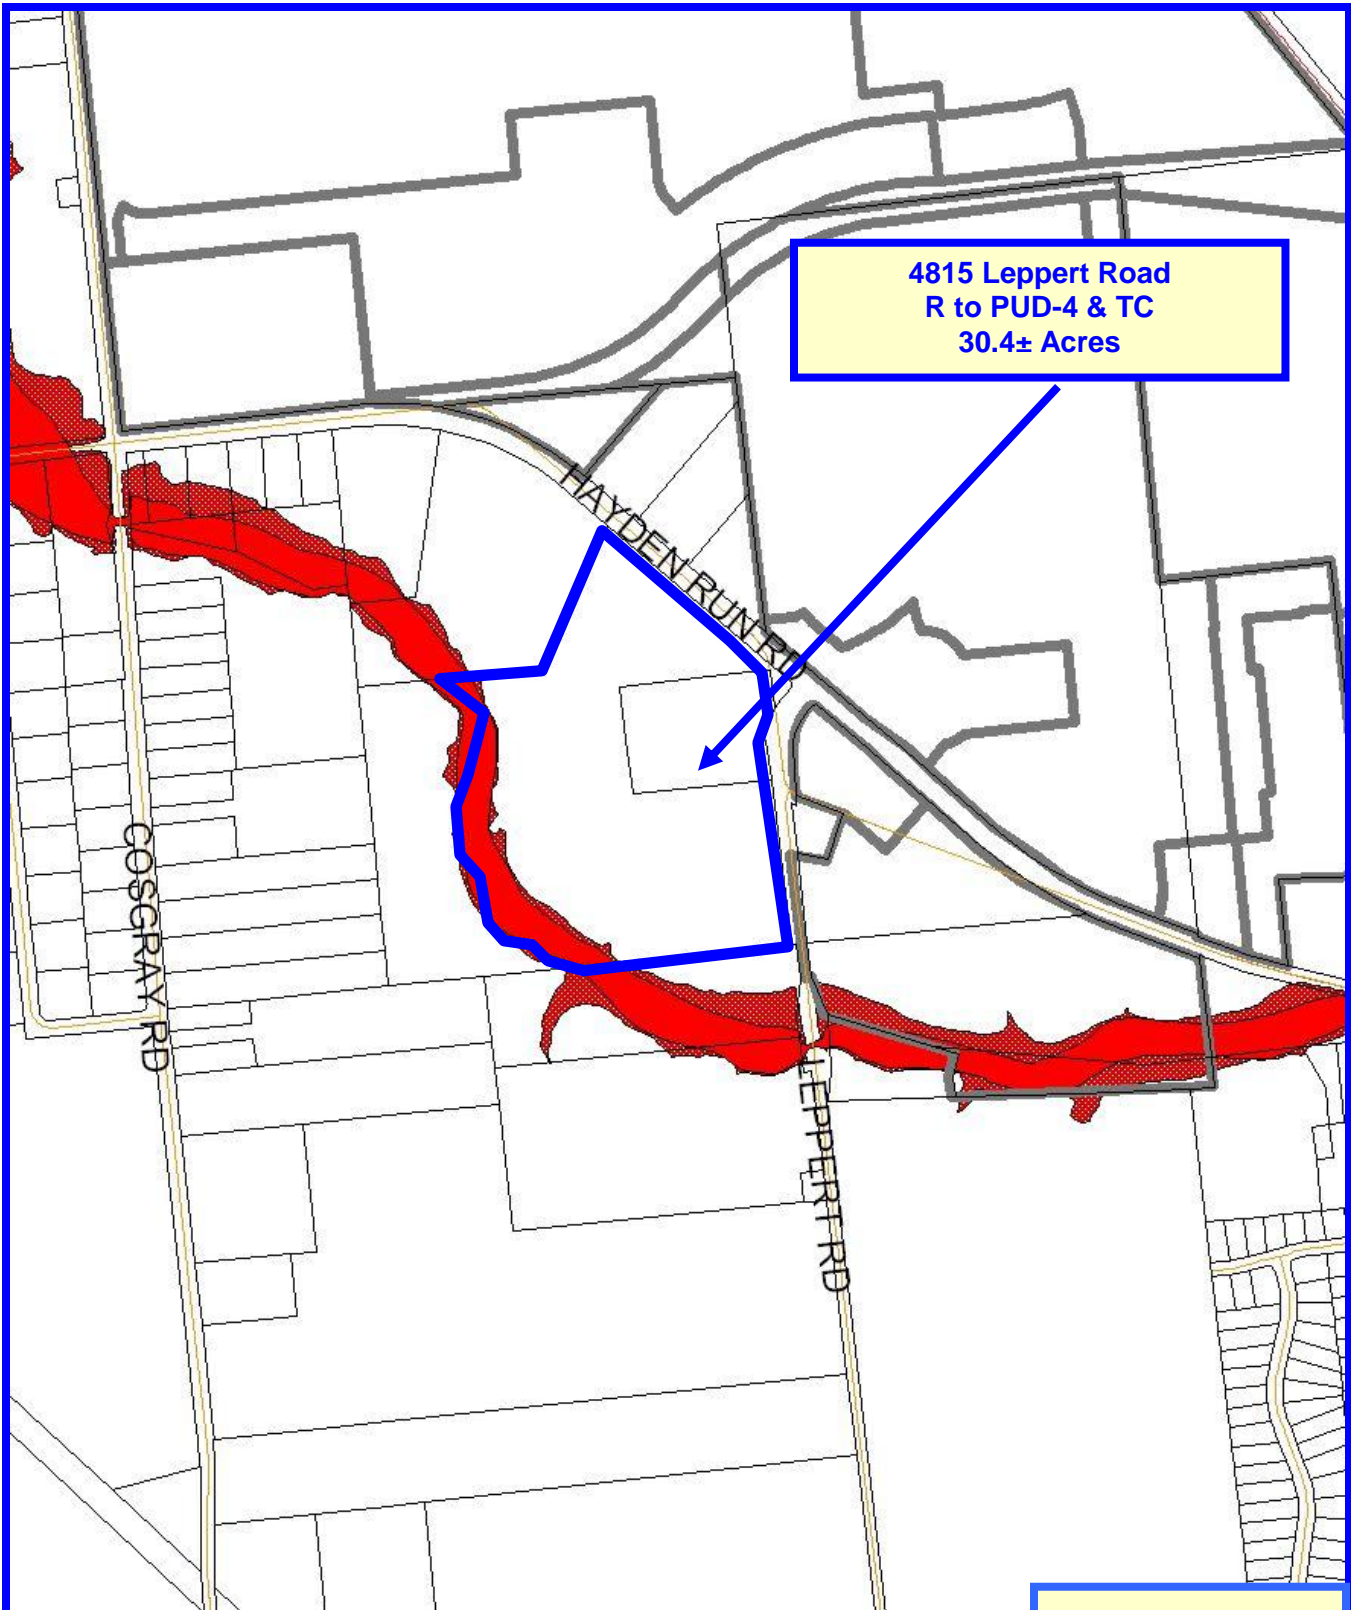 4815 Leppert Road
R to PUD-4 & TC
30.4± Acres
HAYDEN RUN RD
COSGRAY RD
LEPPERT RD